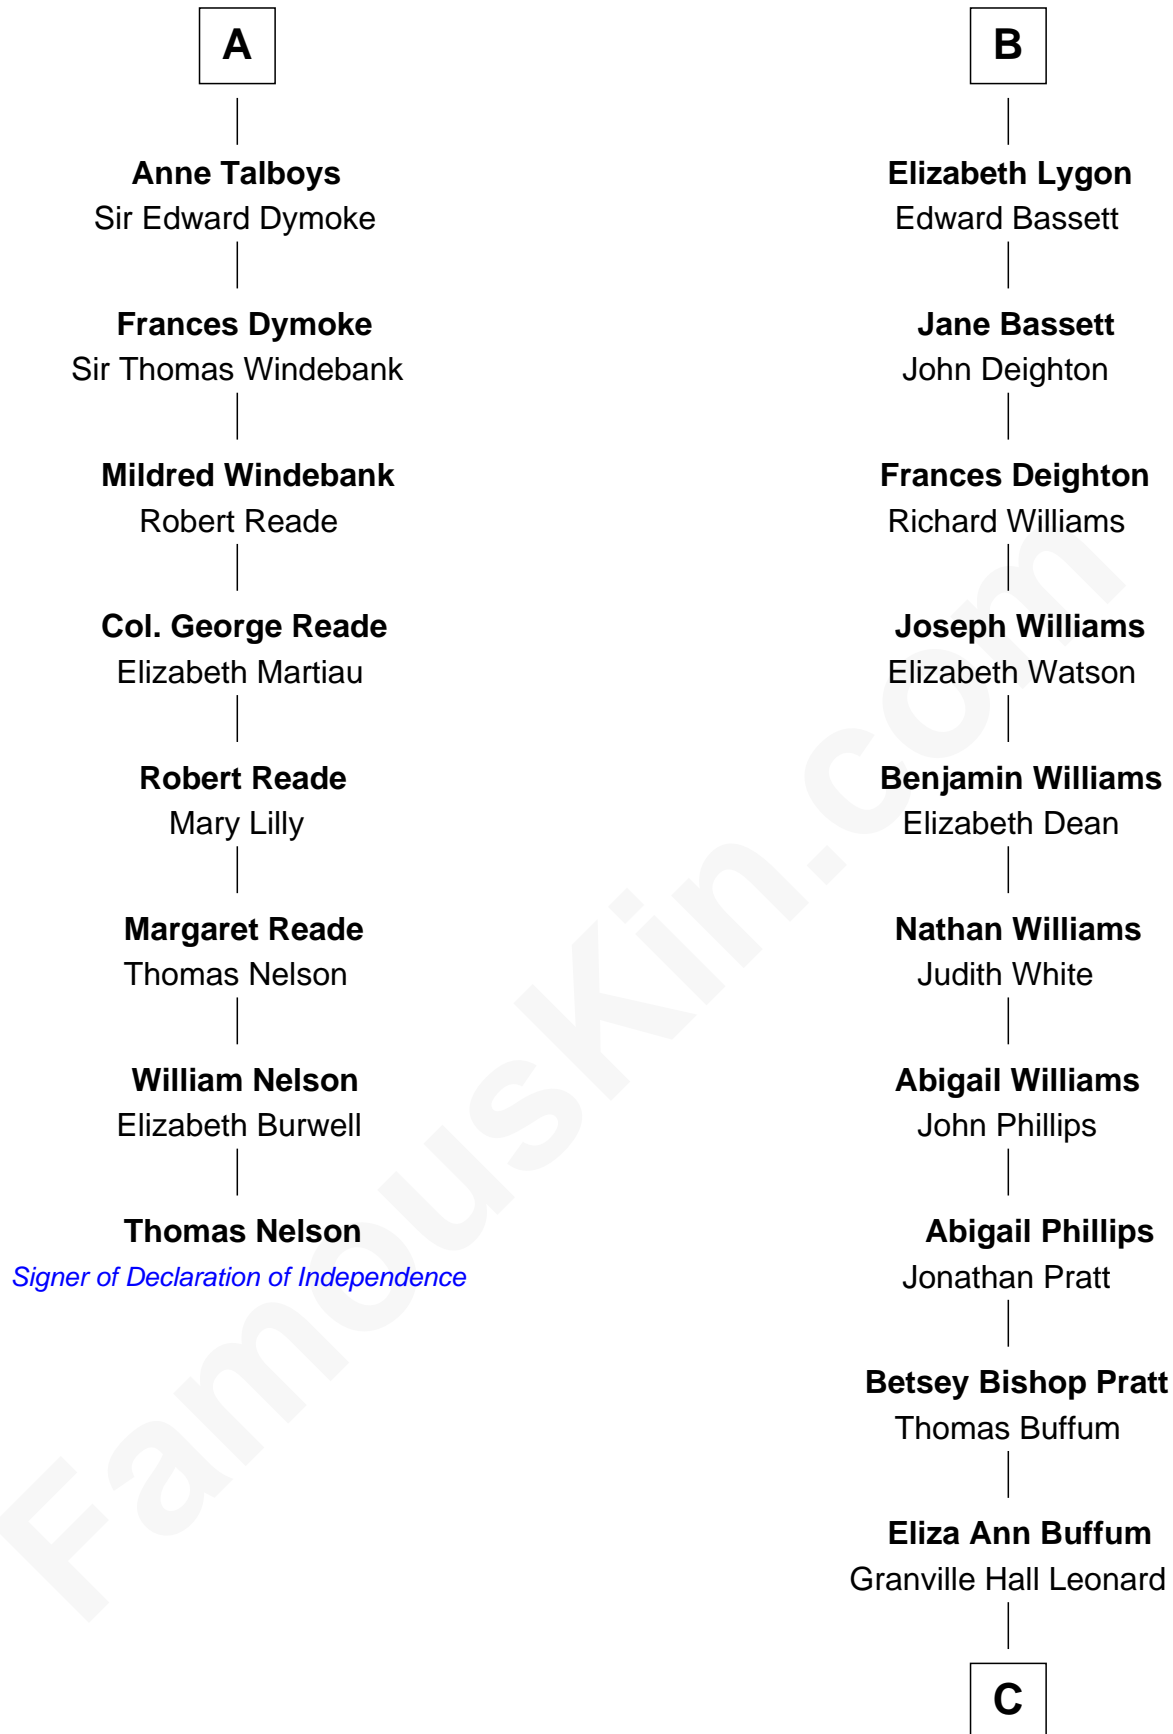 A
Anne Talboys
Sir Edward Dymoke
Frances Dymoke
Sir Thomas Windebank
Mildred Windebank
Robert Reade
Col. George Reade
Elizabeth Martiau
Robert Reade
Mary Lilly
Margaret Reade
Thomas Nelson
William Nelson
Elizabeth Burwell
Thomas Nelson
Signer of Declaration of Independence
B
Elizabeth Lygon
Edward Bassett
Jane Bassett
John Deighton
Frances Deighton
Richard Williams
Joseph Williams
Elizabeth Watson
Benjamin Williams
Elizabeth Dean
Nathan Williams
Judith White
Abigail Williams
John Phillips
Abigail Phillips
Jonathan Pratt
Betsey Bishop Pratt
Thomas Buffum
Eliza Ann Buffum
Granville Hall Leonard
C
FamousKin.com